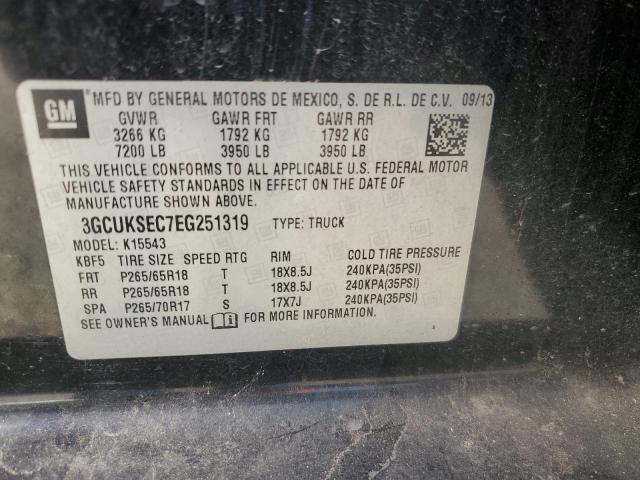 GM
MFD BY GENERAL MOTORS DE MEXICO, S. DE R.L. DE C.V. 09/13
GVWR GAWR FRT GAWR RR
3266 KG 1792 KG 1792 KG
7200 LB 3950 LB 3950 LB
THIS VEHICLE CONFORMS TO ALL APPLICABLE U.S. FEDERAL MOTOR
VEHICLE SAFETY STANDARDS IN EFFECT ON THE DATE OF
MANUFACTURE SHOWN ABOVE.
3GCUKSEC7EG251319 TYPE: TRUCK
MODEL: K15543
KBF5 TIRE SIZE SPEED RTG RIM COLD TIRE PRESSURE
FRT P265/65R18 T 18X8.5J 240KPA(35PSI)
RR P265/65R18 T 18X8.5J 240KPA(35PSI)
SPA P265/70R17 S 17X7J 240KPA(35PSI)
SEE OWNER'S MANUAL FOR MORE INFORMATION.